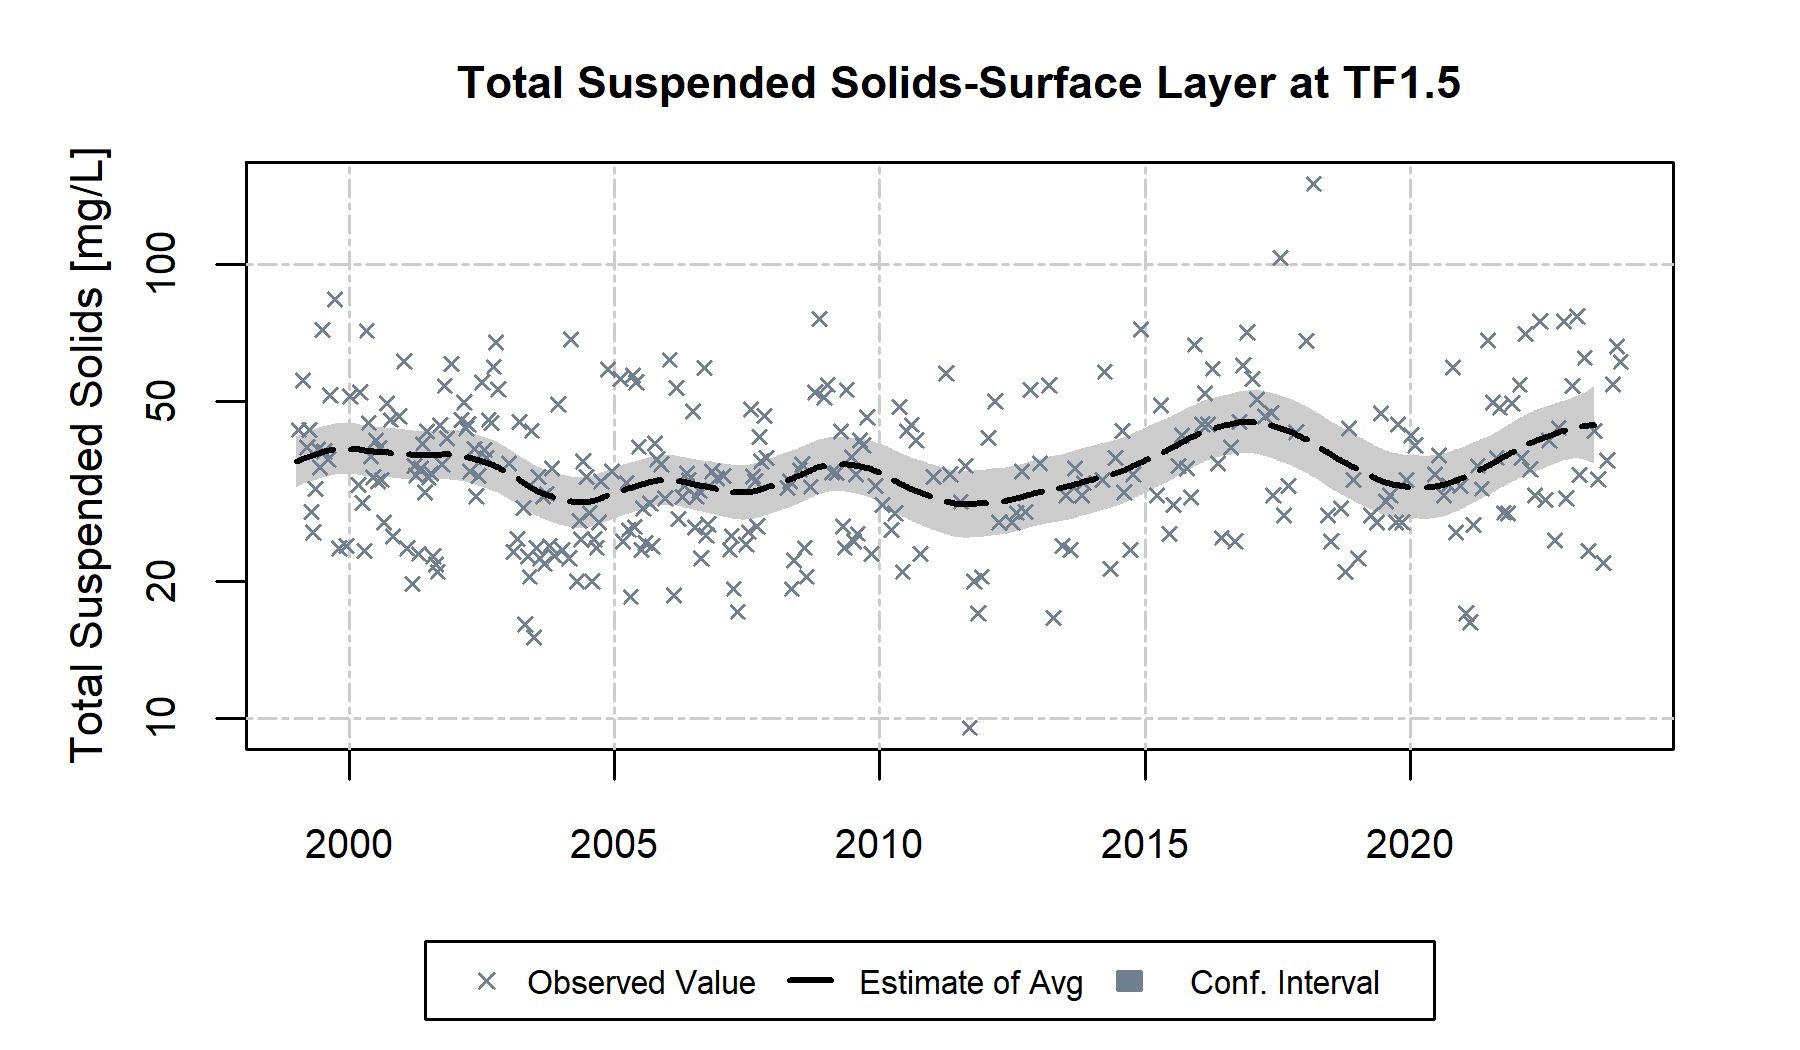 Total Suspended Solids-Surface Layer at TF1.5
Total Suspended Solids [mg/L]
100
50
20
10
2000 2005 2010 2015 2020
Observed Value Estimate of Avg Conf. Interval